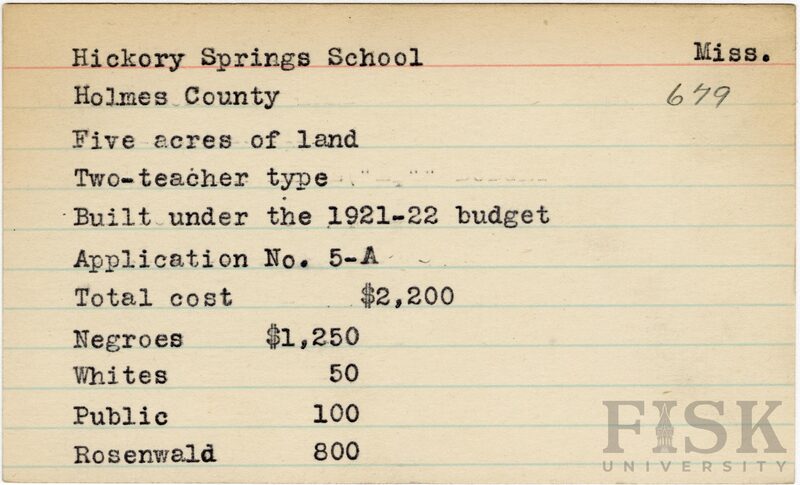 Hickory Springs School Miss.
Holmes County 679
Five acres of land
Two-teacher type
Built under the 1921-22 budget
Application No. 5-A
Total cost $2,200
Negroes $1,250
Whites 50
Public 100
Rosenwald 800
FISK
UNIVERSITY